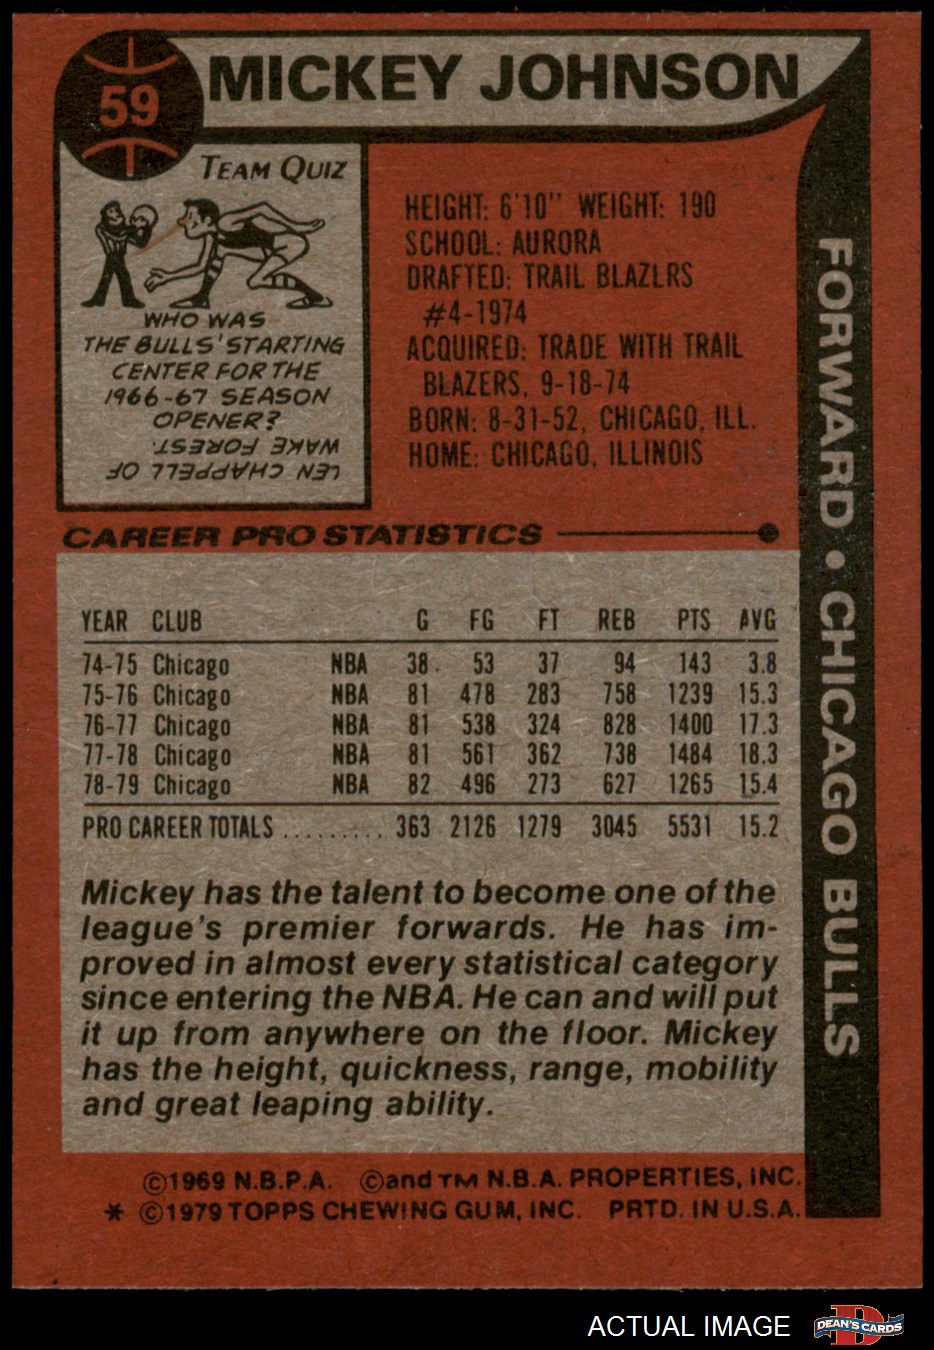 59
MICKEY JOHNSON
TEAM QUIZ
WHO WAS
THE BULLS' STARTING
CENTER FOR THE
1966-67 SEASON
OPENER?
LEN CHAPPELL OF
WAKE FOREST.
HEIGHT: 6'10" WEIGHT: 190
SCHOOL: AURORA
DRAFTED: TRAIL BLAZLRS
#4-1974
ACQUIRED: TRADE WITH TRAIL
BLAZERS, 9-18-74
BORN: 8-31-52, CHICAGO, ILL.
HOME: CHICAGO, ILLINOIS
FORWARD • CHICAGO BULLS
CAREER PRO STATISTICS
YEAR CLUB G FG FT REB PTS AVG
74-75 Chicago NBA 38 53 37 94 143 3.8
75-76 Chicago NBA 81 478 283 758 1239 15.3
76-77 Chicago NBA 81 538 324 828 1400 17.3
77-78 Chicago NBA 81 561 362 738 1484 18.3
78-79 Chicago NBA 82 496 273 627 1265 15.4
PRO CAREER TOTALS ......... 363 2126 1279 3045 5531 15.2
Mickey has the talent to become one of the
league's premier forwards. He has im-
proved in almost every statistical category
since entering the NBA. He can and will put
it up from anywhere on the floor. Mickey
has the height, quickness, range, mobility
and great leaping ability.
©1969 N.B.P.A. ©and TM N.B.A. PROPERTIES, INC.
* ©1979 TOPPS CHEWING GUM, INC. PRTD. IN U.S.A.
ACTUAL IMAGE
DEAN'S CARDS